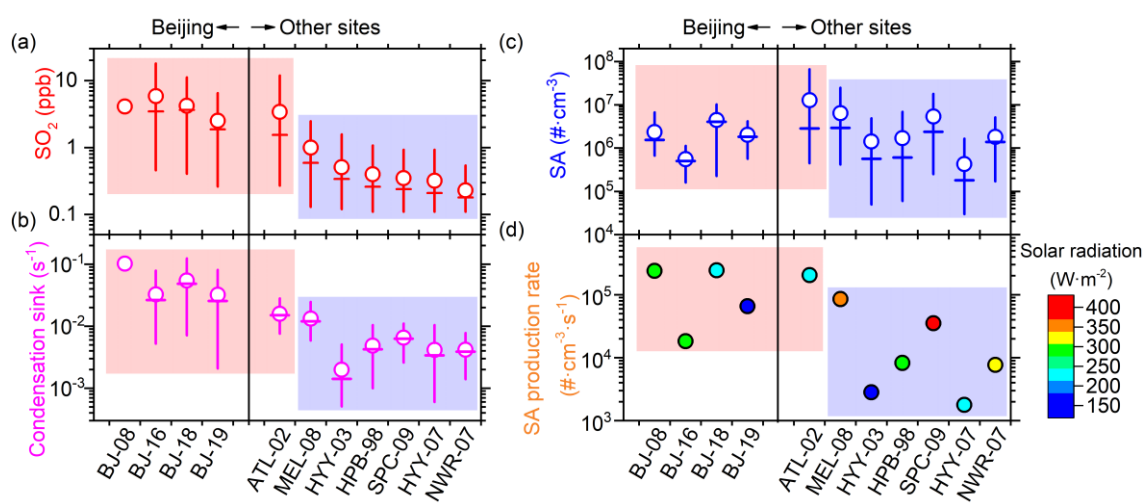 Beijing ← → Other sites
(a)
SO2 (ppb)
10
1
0.1
(b)
Condensation sink (s-1)
10-1
10-2
10-3
BJ-08
BJ-16
BJ-18
BJ-19
ATL-02
MEL-08
HYY-03
HPB-98
SPC-09
HYY-07
NWR-07
Beijing ← → Other sites
(c)
SA (#·cm-3)
108
107
106
105
104
(d)
SA production rate
(#·cm-3·s-1)
105
104
103
BJ-08
BJ-16
BJ-18
BJ-19
ATL-02
MEL-08
HYY-03
HPB-98
SPC-09
HYY-07
NWR-07
Solar radiation
(W·m-2)
400
350
300
250
200
150